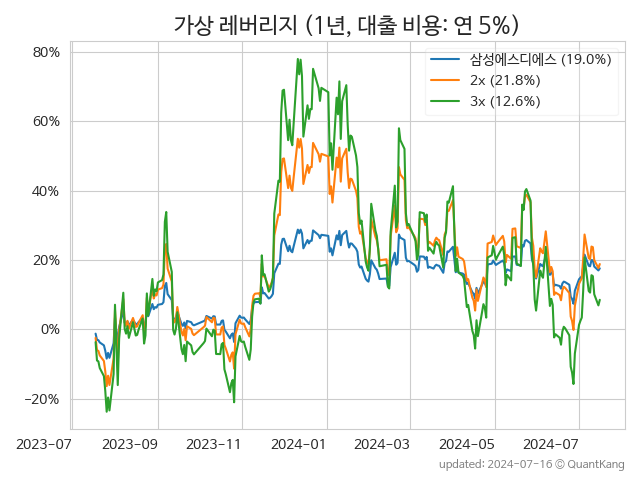 가상 레버리지 (1년, 대출 비용: 연 5%)
삼성에스디에스 (19.0%)
2x (21.8%)
3x (12.6%)
80%
60%
40%
20%
0%
−20%
2023-07 2023-09 2023-11 2024-01 2024-03 2024-05 2024-07
updated: 2024-07-16 © QuantKang